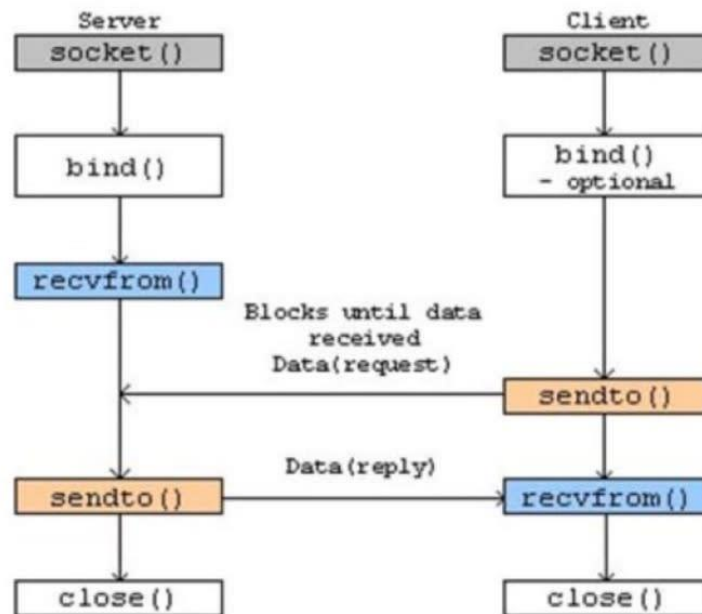 Server
Client
socket()
socket()
bind()
bind()
- optional
recvfrom()
Blocks until data
received
Data(request)
sendto()
Data(reply)
sendto()
recvfrom()
close()
close()